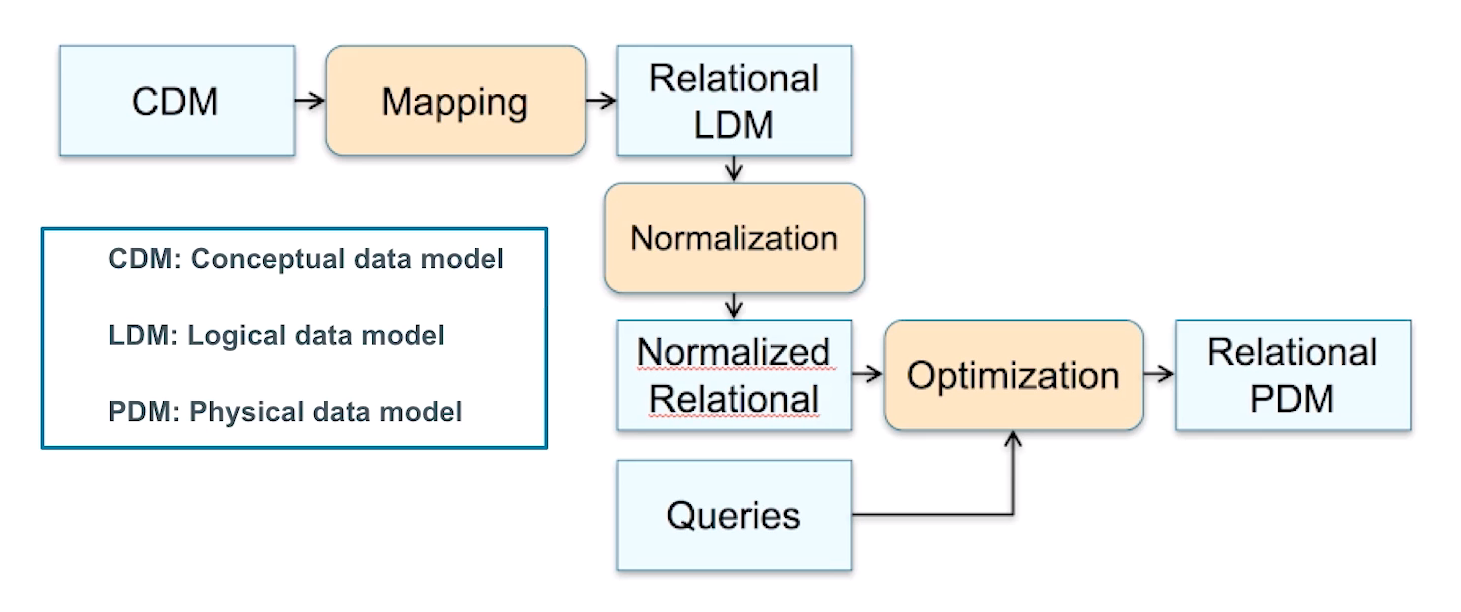 CDM
Mapping
Relational
LDM
Normalization
CDM: Conceptual data model
LDM: Logical data model
PDM: Physical data model
Normalized
Relational
Optimization
Relational
PDM
Queries